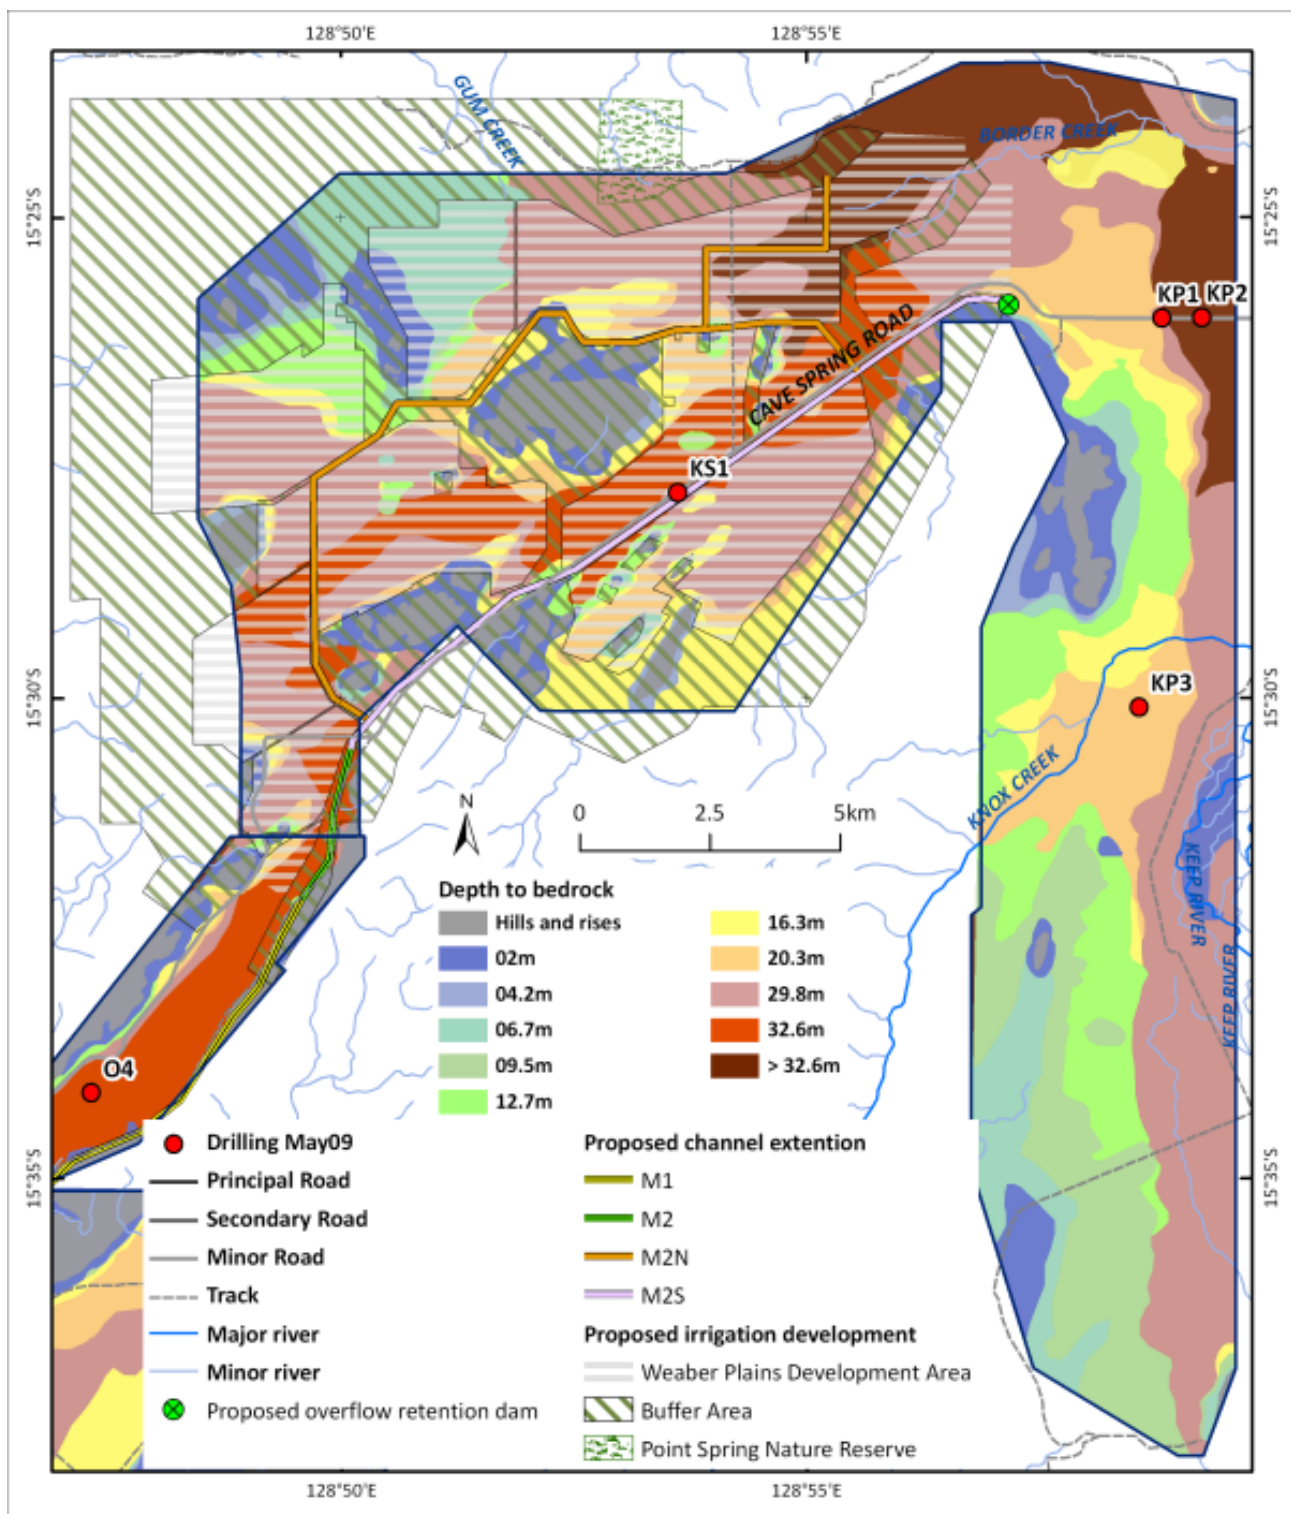 128°50'E
128°55'E
GUM CREEK
BORDER CREEK
15°25'S
15°25'S
KP1
KP2
CAVE SPRING ROAD
KS1
KP3
15°30'S
15°30'S
KNOX CREEK
KEEP RIVER
KEEP RIVER
N
0
2.5
5km
Depth to bedrock
Hills and rises
02m
04.2m
06.7m
09.5m
12.7m
16.3m
20.3m
29.8m
32.6m
> 32.6m
O4
15°35'S
15°35'S
Drilling May09
Principal Road
Secondary Road
Minor Road
Track
Major river
Minor river
Proposed overflow retention dam
Proposed channel extention
M1
M2
M2N
M2S
Proposed irrigation development
Weaber Plains Development Area
Buffer Area
Point Spring Nature Reserve
128°50'E
128°55'E